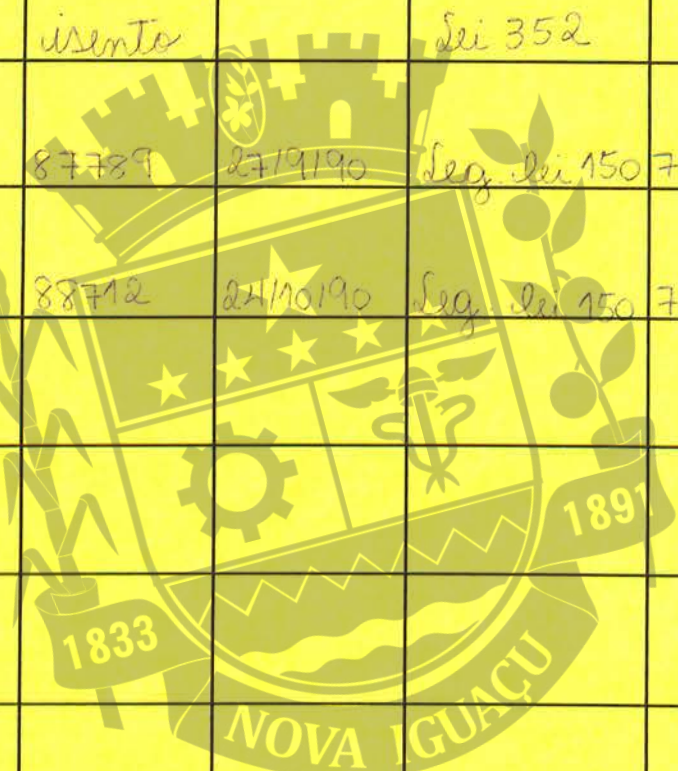 isento Lei 352
87789 27/9/90 Leg. lei 150 7
88712 24/10/90 Leg. lei 150 7
1891
1833
NOVA IGUAÇU